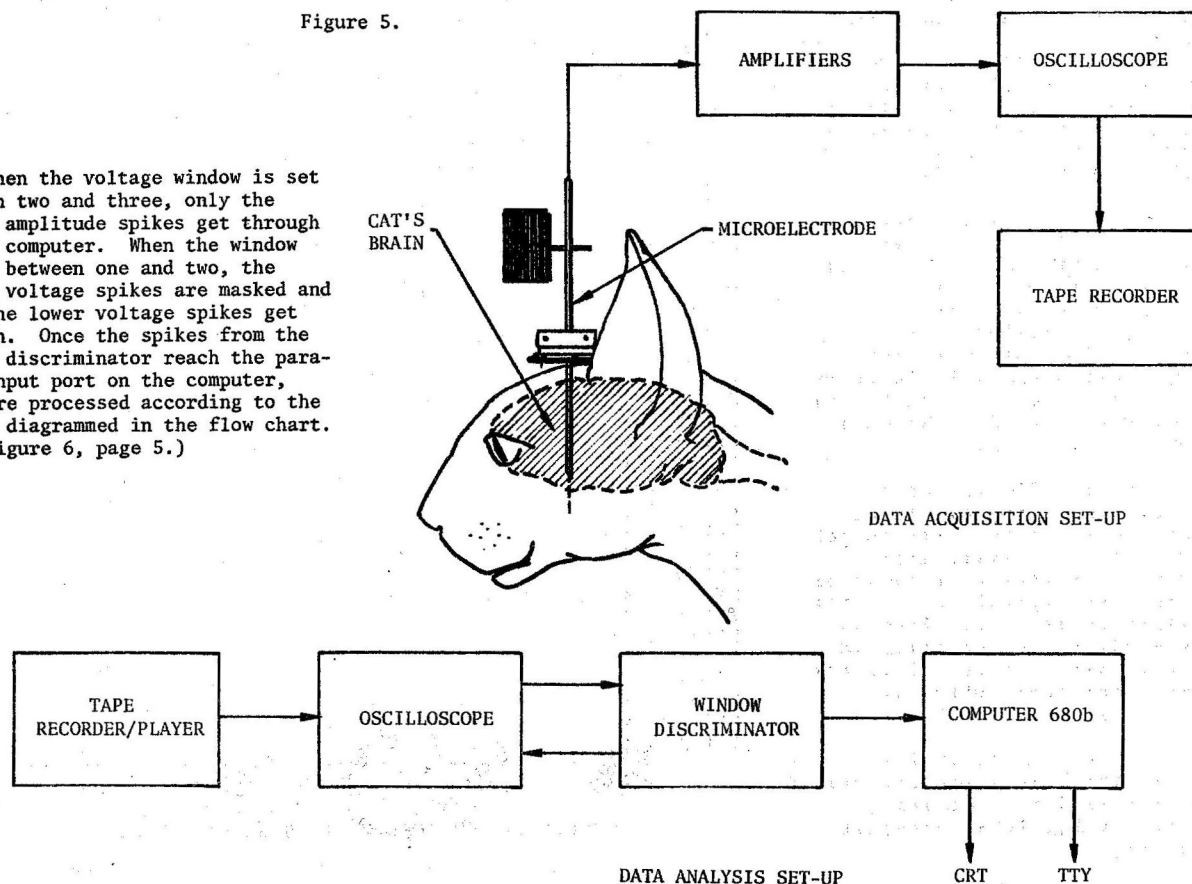 Figure 5.
AMPLIFIERS
OSCILLOSCOPE
TAPE RECORDER
hen the voltage window is set
n two and three, only the
amplitude spikes get through
computer. When the window
between one and two, the
voltage spikes are masked and
he lower voltage spikes get
n. Once the spikes from the
discriminator reach the para-
nput port on the computer,
re processed according to the
diagrammed in the flow chart.
igure 6, page 5.)
CAT'S
BRAIN
MICROELECTRODE
DATA ACQUISITION SET-UP
TAPE
RECORDER/PLAYER
OSCILLOSCOPE
WINDOW
DISCRIMINATOR
COMPUTER 680b
DATA ANALYSIS SET-UP
CRT
TTY